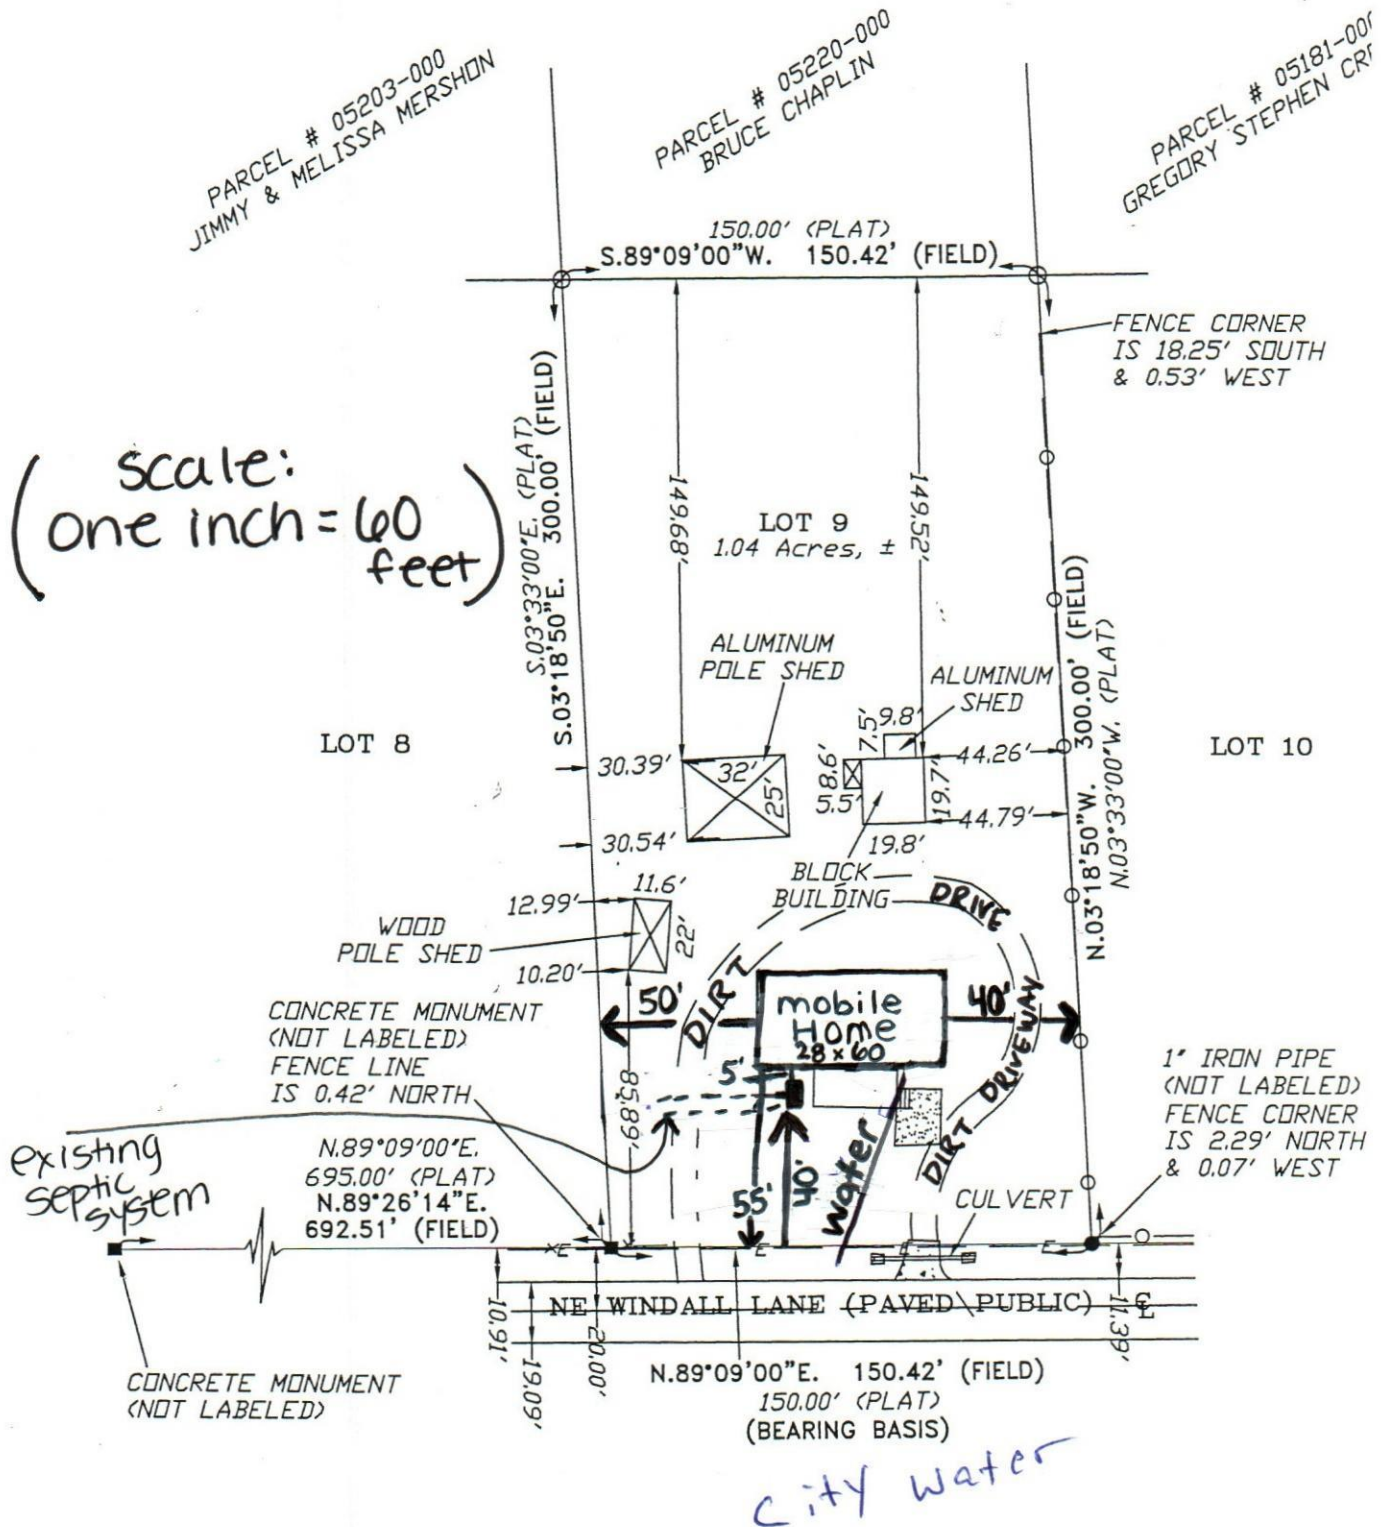 PARCEL # 05203-000
JIMMY & MELISSA MERSHON
PARCEL # 05220-000
BRUCE CHAPLIN
PARCEL # 05181-000
GREGORY STEPHEN
150.00' (PLAT)
S.89°09'00"W. 150.42' (FIELD)
FENCE CORNER
IS 18.25' SOUTH
& 0.53' WEST
(scale:
one inch = 60
feet)
S.03°33'00"E. (PLAT)
S.03°18'50"E. 300.00' (FIELD)
149.68'
149.52'
LOT 9
1.04 Acres, ±
N.03°18'50"W. 300.00' (FIELD)
N.03°33'00"W. (PLAT)
ALUMINUM
POLE SHED
ALUMINUM
SHED
LOT 8
LOT 10
30.39'
32'
25'
30.54'
7.5'
9.8'
8.6'
5.5'
19.7'
19.8'
44.26'
44.79'
BLOCK
BUILDING
11.6'
12.99'
22'
WOOD
POLE SHED
10.20'
DIRT DRIVE
50'
mobile
Home
28 x 60
40'
DIRT DRIVEWAY
CONCRETE MONUMENT
(NOT LABELED)
FENCE LINE
IS 0.42' NORTH
85.89'
5'
55'
40'
water
1" IRON PIPE
(NOT LABELED)
FENCE CORNER
IS 2.29' NORTH
& 0.07' WEST
existing
septic
system
N.89°09'00"E.
695.00' (PLAT)
N.89°26'14"E.
692.51' (FIELD)
CULVERT
E
E
E
E
NE WINDALL LANE (PAVED\PUBLIC) ℄
10.91'
19.09'
20.00'
11.39'
CONCRETE MONUMENT
(NOT LABELED)
N.89°09'00"E. 150.42' (FIELD)
150.00' (PLAT)
(BEARING BASIS)
City water